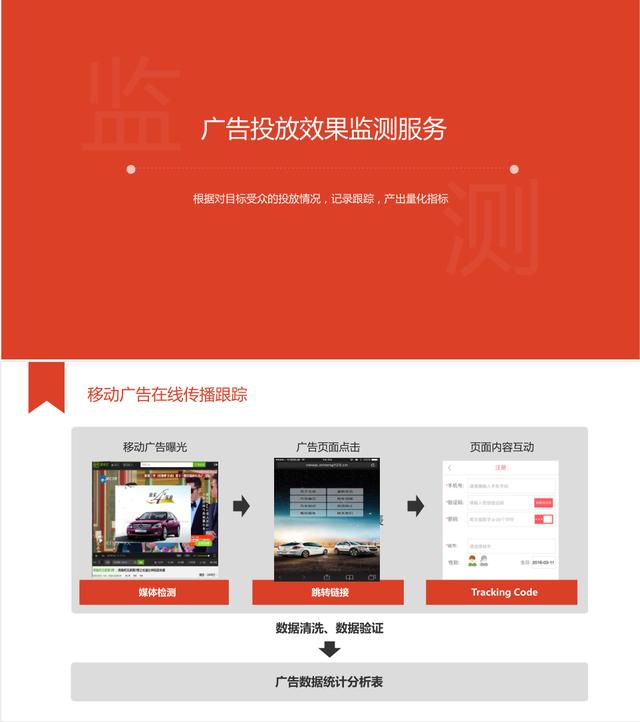 监
广告投放效果监测服务
根据对目标受众的投放情况，记录跟踪，产出量化指标
测
移动广告在线传播跟踪
移动广告曝光
媒体检测
广告页面点击
跳转链接
页面内容互动
注册
*手机号:
*验证码:
*密码:
*城市:
性别:
生日 2016-03-11
Tracking Code
数据清洗、数据验证
广告数据统计分析表